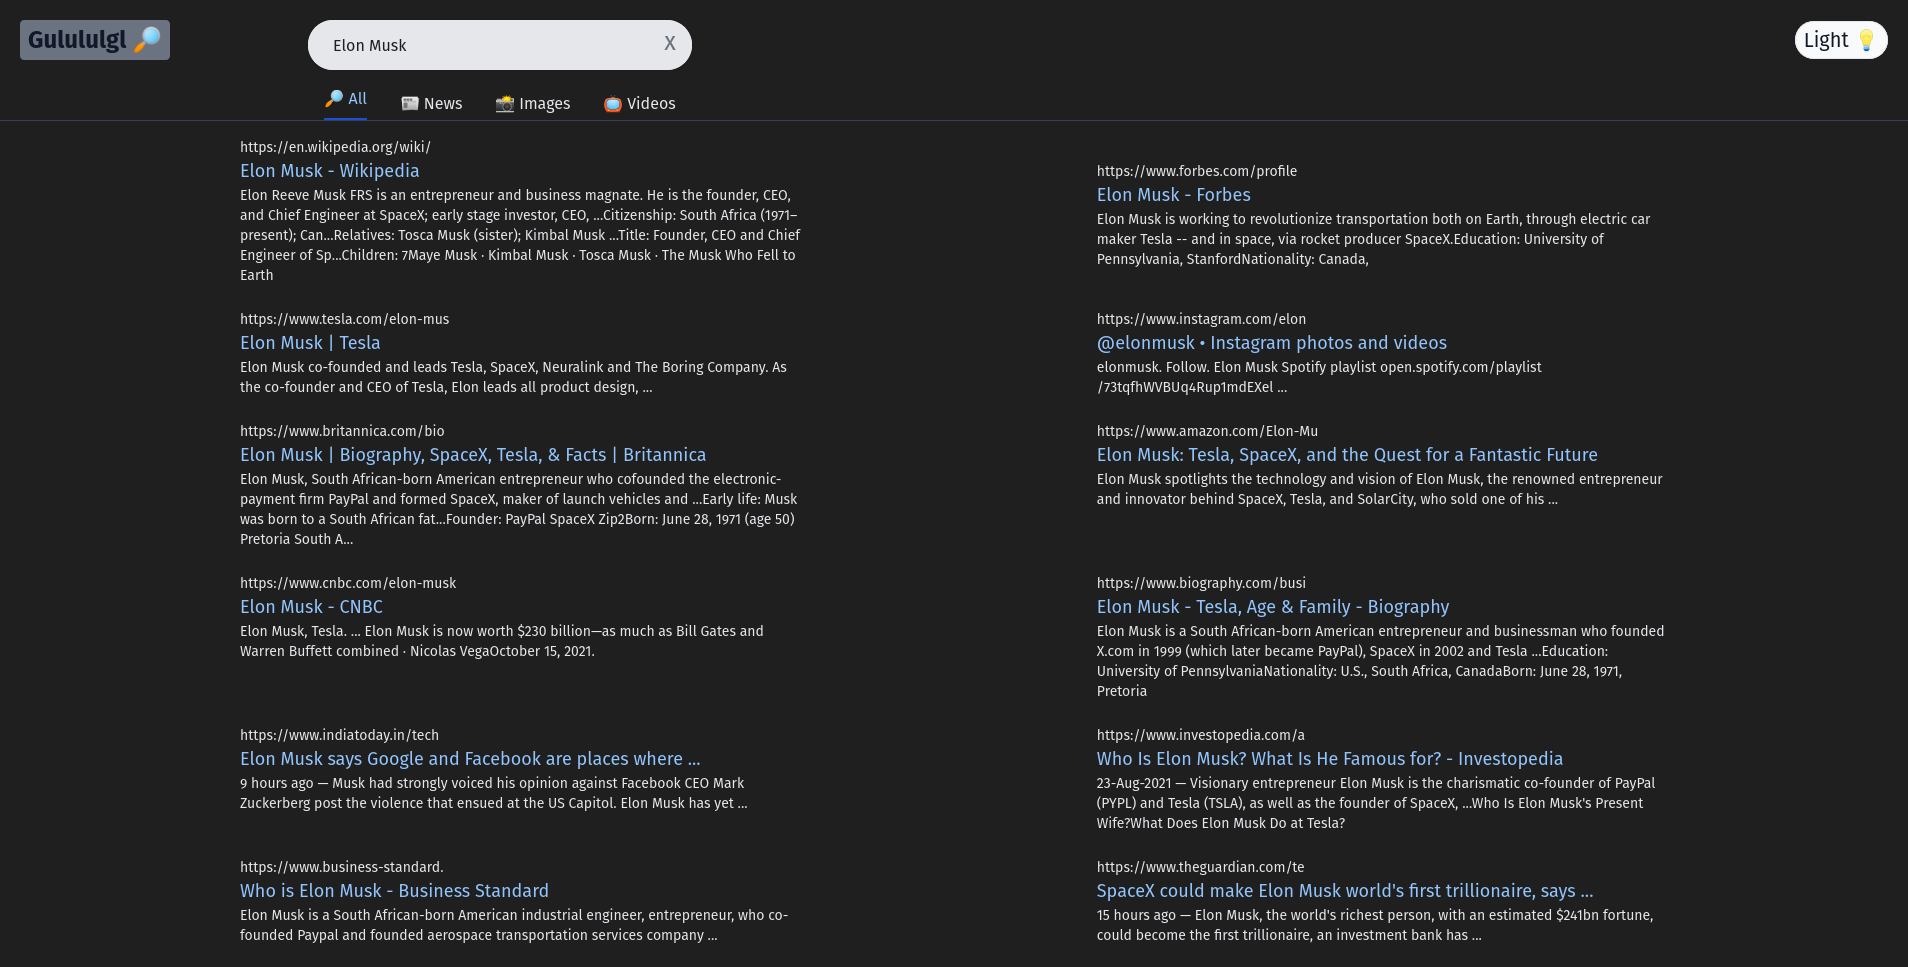 Gulululgl
Elon Musk
X
Light
All
News
Images
Videos
https://en.wikipedia.org/wiki/
Elon Musk - Wikipedia
Elon Reeve Musk FRS is an entrepreneur and business magnate. He is the founder, CEO,
and Chief Engineer at SpaceX; early stage investor, CEO, ...Citizenship: South Africa (1971–
present); Can...Relatives: Tosca Musk (sister); Kimbal Musk ...Title: Founder, CEO and Chief
Engineer of Sp...Children: 7Maye Musk · Kimbal Musk · Tosca Musk · The Musk Who Fell to
Earth
https://www.forbes.com/profile
Elon Musk - Forbes
Elon Musk is working to revolutionize transportation both on Earth, through electric car
maker Tesla -- and in space, via rocket producer SpaceX.Education: University of
Pennsylvania, StanfordNationality: Canada,
https://www.tesla.com/elon-mus
Elon Musk | Tesla
Elon Musk co-founded and leads Tesla, SpaceX, Neuralink and The Boring Company. As
the co-founder and CEO of Tesla, Elon leads all product design, ...
https://www.instagram.com/elon
@elonmusk • Instagram photos and videos
elonmusk. Follow. Elon Musk Spotify playlist open.spotify.com/playlist
/73tqfhWVBUq4Rup1mdEXel ...
https://www.britannica.com/bio
Elon Musk | Biography, SpaceX, Tesla, & Facts | Britannica
Elon Musk, South African-born American entrepreneur who cofounded the electronic-
payment firm PayPal and formed SpaceX, maker of launch vehicles and ...Early life: Musk
was born to a South African fat...Founder: PayPal SpaceX Zip2Born: June 28, 1971 (age 50)
Pretoria South A...
https://www.amazon.com/Elon-Mu
Elon Musk: Tesla, SpaceX, and the Quest for a Fantastic Future
Elon Musk spotlights the technology and vision of Elon Musk, the renowned entrepreneur
and innovator behind SpaceX, Tesla, and SolarCity, who sold one of his ...
https://www.cnbc.com/elon-musk
Elon Musk - CNBC
Elon Musk, Tesla. ... Elon Musk is now worth $230 billion—as much as Bill Gates and
Warren Buffett combined · Nicolas VegaOctober 15, 2021.
https://www.biography.com/busi
Elon Musk - Tesla, Age & Family - Biography
Elon Musk is a South African-born American entrepreneur and businessman who founded
X.com in 1999 (which later became PayPal), SpaceX in 2002 and Tesla ...Education:
University of PennsylvaniaNationality: U.S., South Africa, CanadaBorn: June 28, 1971,
Pretoria
https://www.indiatoday.in/tech
Elon Musk says Google and Facebook are places where ...
9 hours ago — Musk had strongly voiced his opinion against Facebook CEO Mark
Zuckerberg post the violence that ensued at the US Capitol. Elon Musk has yet ...
https://www.investopedia.com/a
Who Is Elon Musk? What Is He Famous for? - Investopedia
23-Aug-2021 — Visionary entrepreneur Elon Musk is the charismatic co-founder of PayPal
(PYPL) and Tesla (TSLA), as well as the founder of SpaceX, ...Who Is Elon Musk's Present
Wife?What Does Elon Musk Do at Tesla?
https://www.business-standard.
Who is Elon Musk - Business Standard
Elon Musk is a South African-born American industrial engineer, entrepreneur, who co-
founded Paypal and founded aerospace transportation services company ...
https://www.theguardian.com/te
SpaceX could make Elon Musk world's first trillionaire, says ...
15 hours ago — Elon Musk, the world's richest person, with an estimated $241bn fortune,
could become the first trillionaire, an investment bank has ...